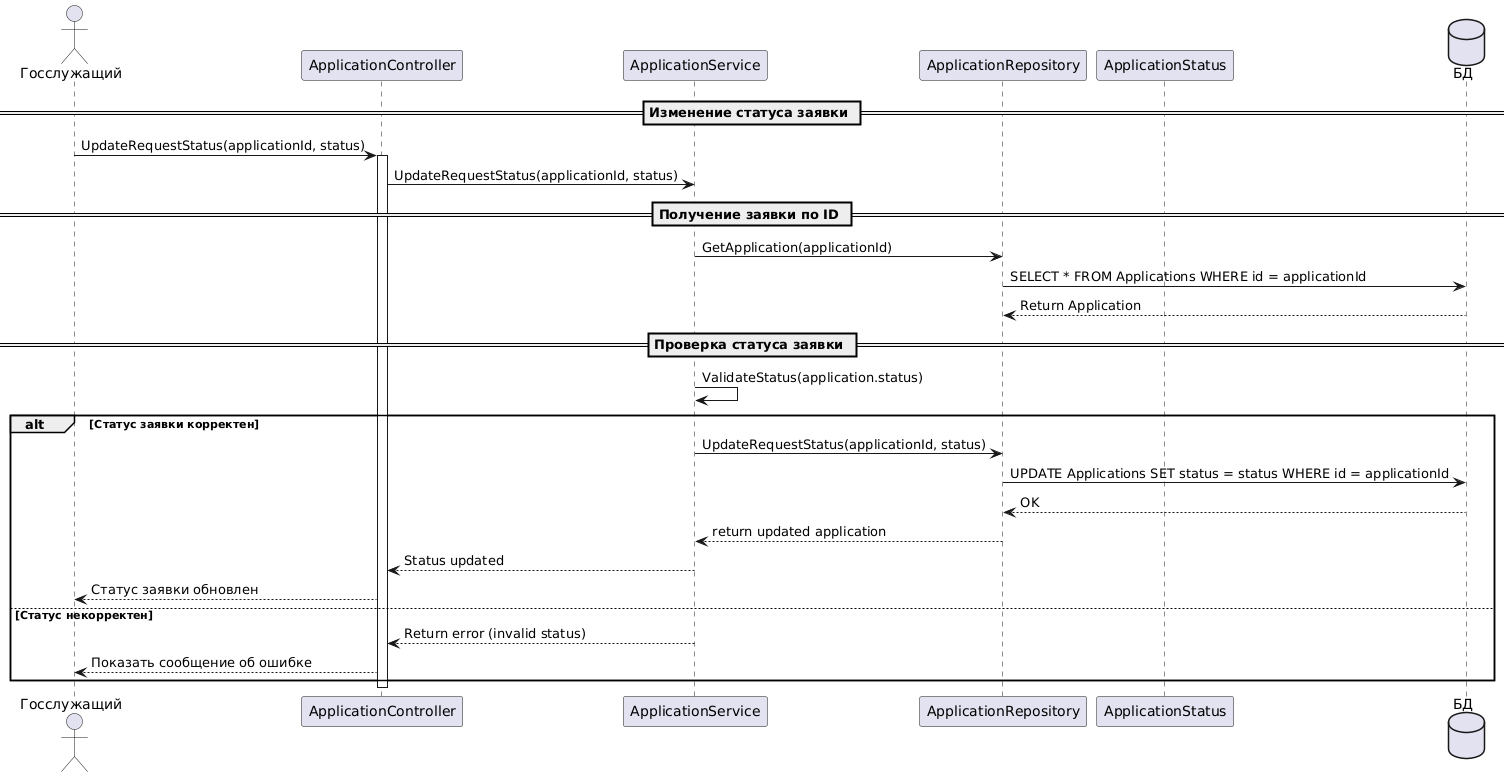 Госслужащий
ApplicationController
ApplicationService
ApplicationRepository
ApplicationStatus
БД
Изменение статуса заявки
UpdateRequestStatus(applicationId, status)
UpdateRequestStatus(applicationId, status)
Получение заявки по ID
GetApplication(applicationId)
SELECT * FROM Applications WHERE id = applicationId
Return Application
Проверка статуса заявки
ValidateStatus(application.status)
alt
[Статус заявки корректен]
UpdateRequestStatus(applicationId, status)
UPDATE Applications SET status = status WHERE id = applicationId
OK
return updated application
Status updated
Статус заявки обновлен
[Статус некорректен]
Return error (invalid status)
Показать сообщение об ошибке
Госслужащий
ApplicationController
ApplicationService
ApplicationRepository
ApplicationStatus
БД